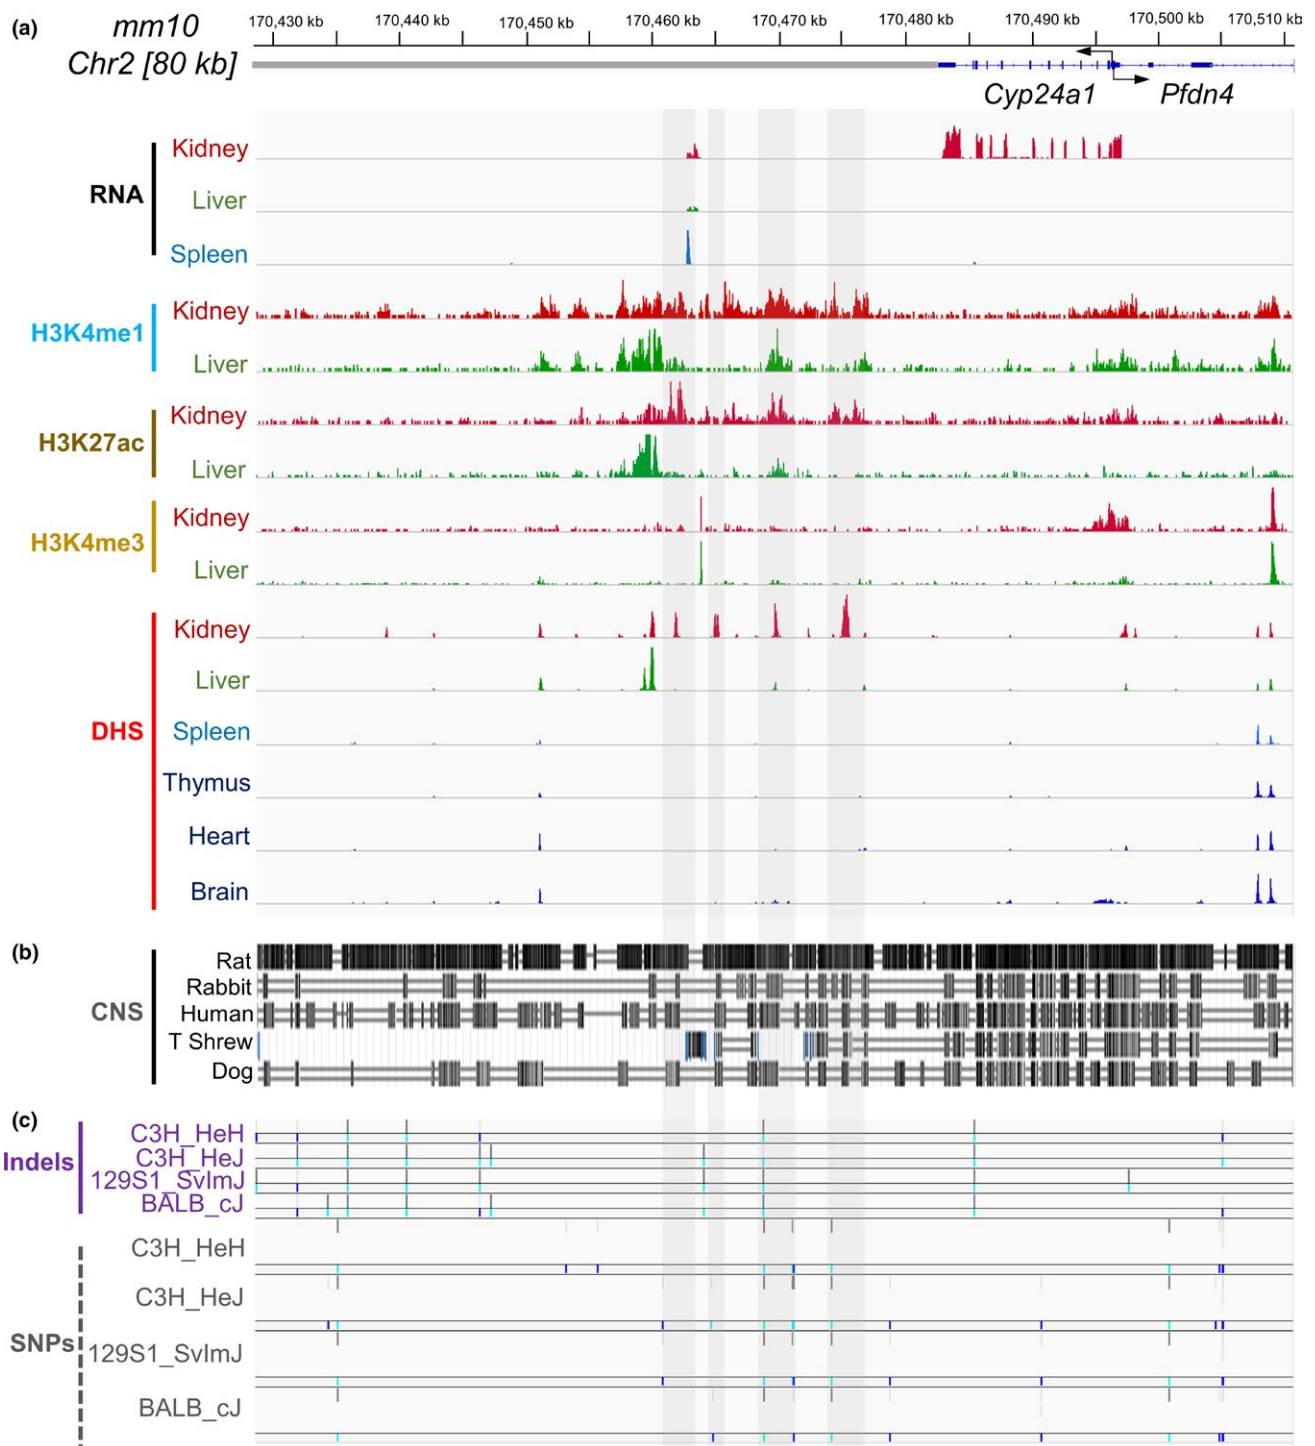 (a)
mm10
170,430 kb 170,440 kb 170,450 kb 170,460 kb 170,470 kb 170,480 kb 170,490 kb 170,500 kb 170,510 kb
Chr2 [80 kb]
Cyp24a1 Pfdn4
RNA
Kidney
Liver
Spleen
H3K4me1
Kidney
Liver
H3K27ac
Kidney
Liver
H3K4me3
Kidney
Liver
DHS
Kidney
Liver
Spleen
Thymus
Heart
Brain
(b)
CNS
Rat
Rabbit
Human
T Shrew
Dog
(c)
Indels
C3H_HeH
C3H_HeJ
129S1_SvImJ
BALB_cJ
SNPs
C3H_HeH
C3H_HeJ
129S1_SvImJ
BALB_cJ